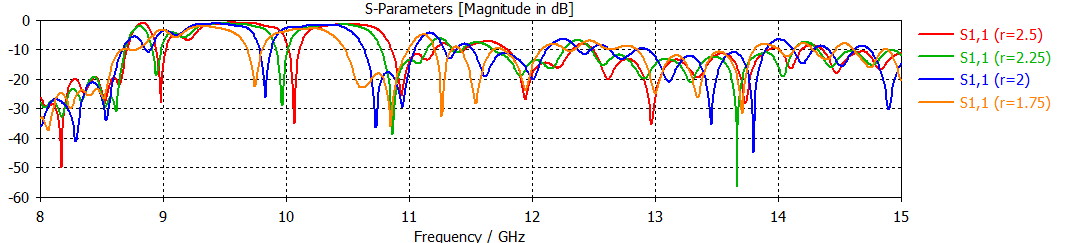 S-Parameters [Magnitude in dB]
0
-10
-20
-30
-40
-50
-60
8 9 10 11 12 13 14 15
Frequency / GHz
S1,1 (r=2.5)
S1,1 (r=2.25)
S1,1 (r=2)
S1,1 (r=1.75)